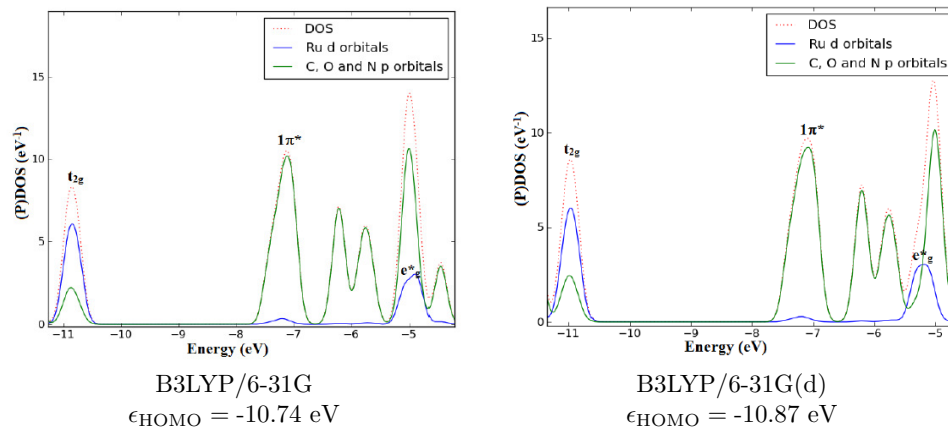 DOS
Ru d orbitals
C, O and N p orbitals
(P)DOS (eV⁻¹)
15
10
5
0
t₂g
1π*
e*g
−11
−10
−9
−8
−7
−6
−5
Energy (eV)
B3LYP/6-31G
ϵHOMO = -10.74 eV
DOS
Ru d orbitals
C, O and N p orbitals
(P)DOS (eV⁻¹)
15
10
5
0
t₂g
1π*
e*g
−11
−10
−9
−8
−7
−6
−5
Energy (eV)
B3LYP/6-31G(d)
ϵHOMO = -10.87 eV